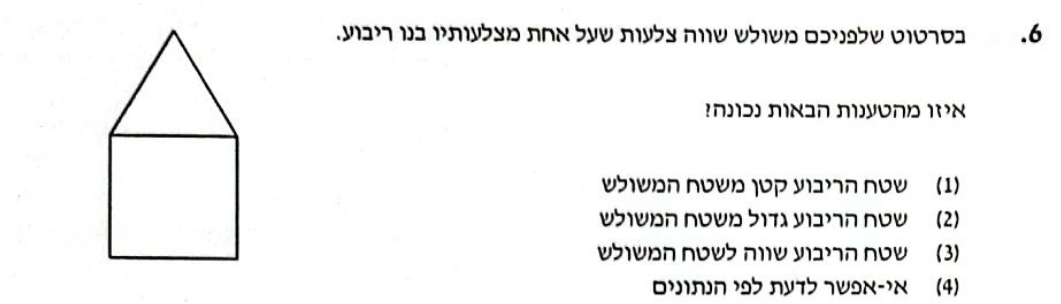 6. בסרטוט שלפניכם משולש שווה צלעות שעל אחת מצלעותיו בנו ריבוע.
איזו מהטענות הבאות נכונה?
(1) שטח הריבוע קטן משטח המשולש
(2) שטח הריבוע גדול משטח המשולש
(3) שטח הריבוע שווה לשטח המשולש
(4) אי-אפשר לדעת לפי הנתונים